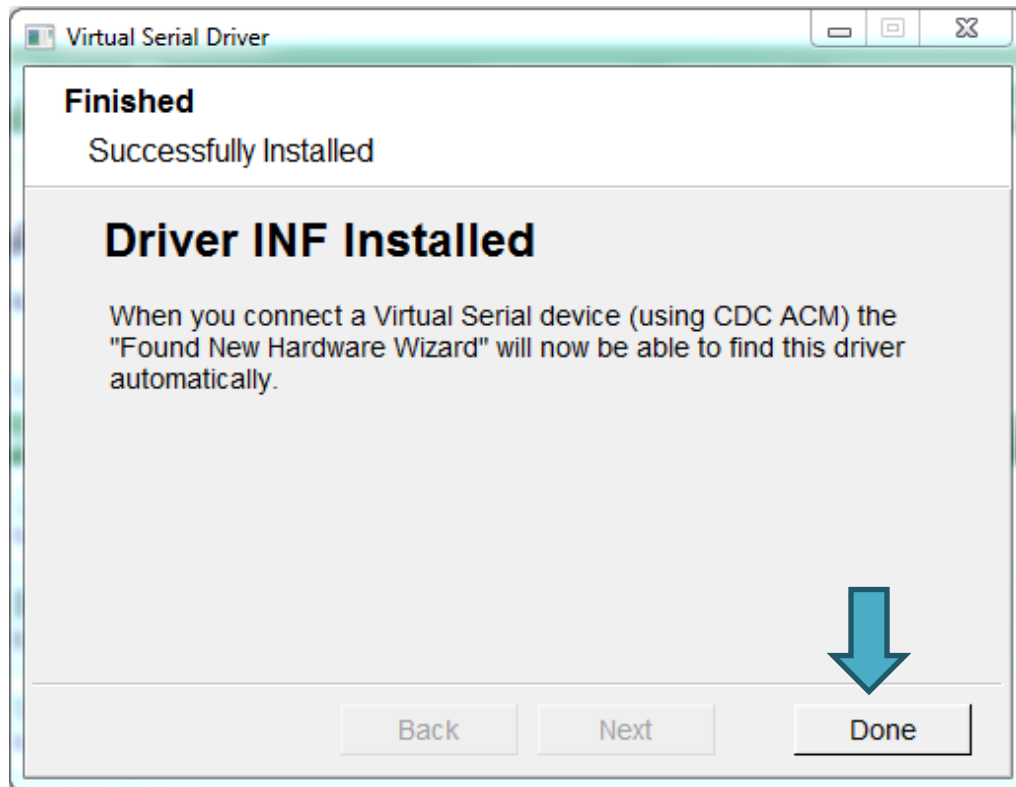 Virtual Serial Driver
Finished
Successfully Installed
Driver INF Installed
When you connect a Virtual Serial device (using CDC ACM) the
"Found New Hardware Wizard" will now be able to find this driver
automatically.
Back Next Done